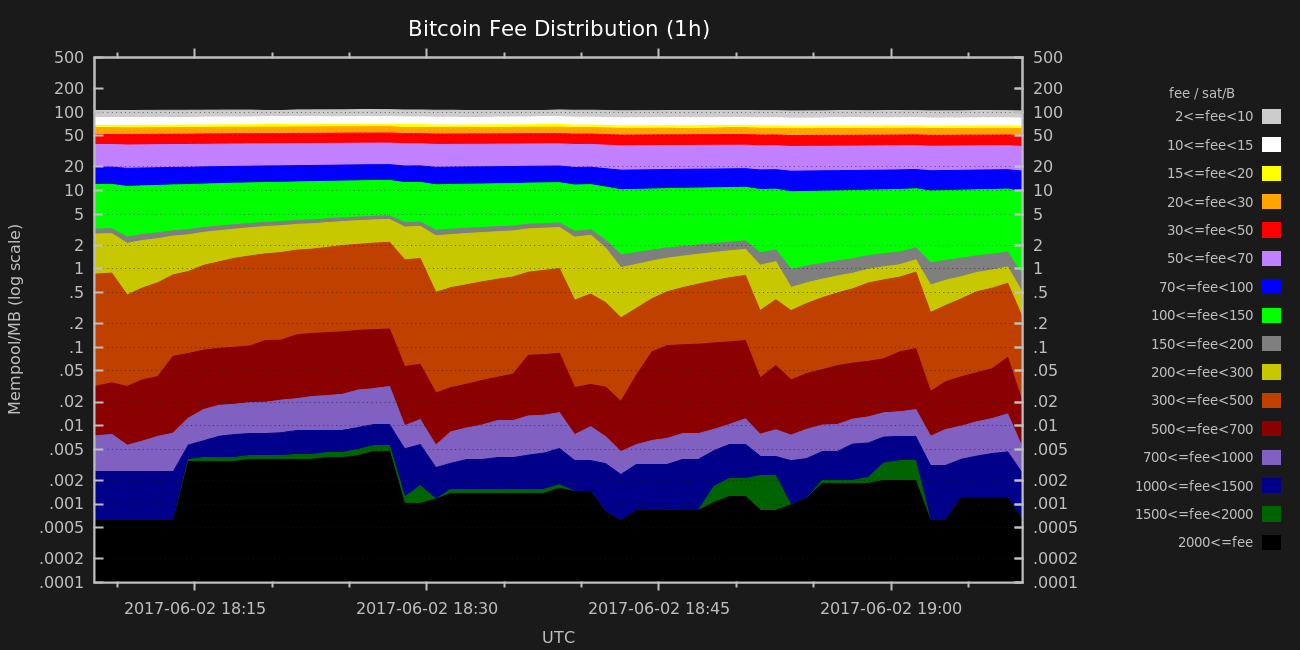 Bitcoin Fee Distribution (1h)
500
200
100
50
20
10
5
2
1
.5
.2
.1
.05
.02
.01
.005
.002
.001
.0005
.0002
.0001
Mempool/MB (log scale)
500
200
100
50
20
10
5
2
1
.5
.2
.1
.05
.02
.01
.005
.002
.001
.0005
.0002
.0001
2017-06-02 18:15
2017-06-02 18:30
2017-06-02 18:45
2017-06-02 19:00
UTC
fee / sat/B
2<=fee<10
10<=fee<15
15<=fee<20
20<=fee<30
30<=fee<50
50<=fee<70
70<=fee<100
100<=fee<150
150<=fee<200
200<=fee<300
300<=fee<500
500<=fee<700
700<=fee<1000
1000<=fee<1500
1500<=fee<2000
2000<=fee